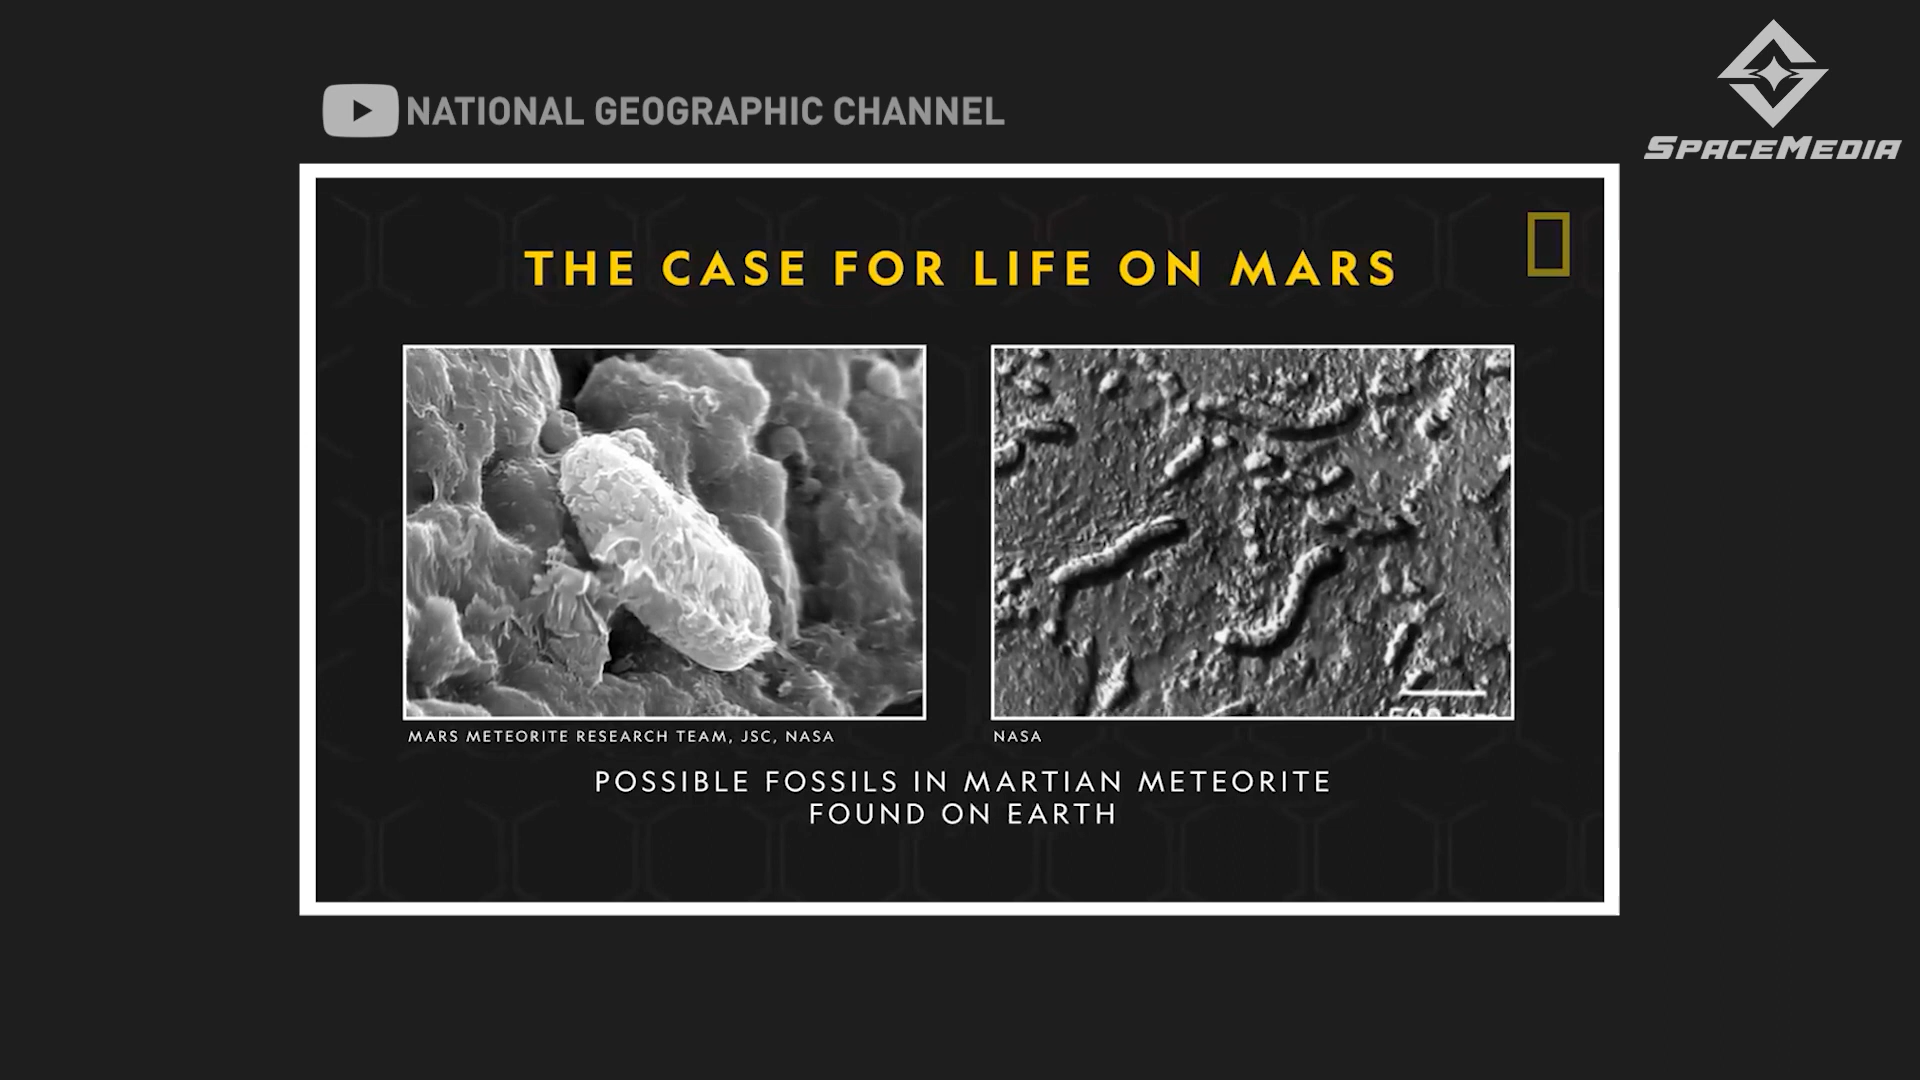 NATIONAL GEOGRAPHIC CHANNEL
SPACEMEDIA
THE CASE FOR LIFE ON MARS
MARS METEORITE RESEARCH TEAM, JSC, NASA
NASA
POSSIBLE FOSSILS IN MARTIAN METEORITE
FOUND ON EARTH